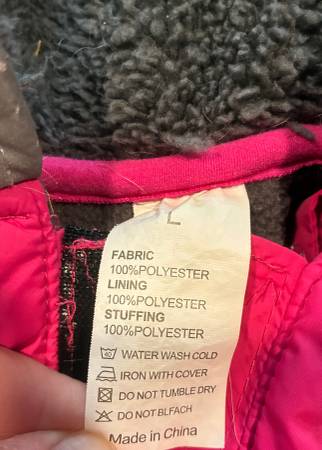 L
FABRIC
100%POLYESTER
LINING
100%POLYESTER
STUFFING
100%POLYESTER
WATER WASH COLD
IRON WITH COVER
DO NOT TUMBLE DRY
DO NOT BLFACH
Made in China